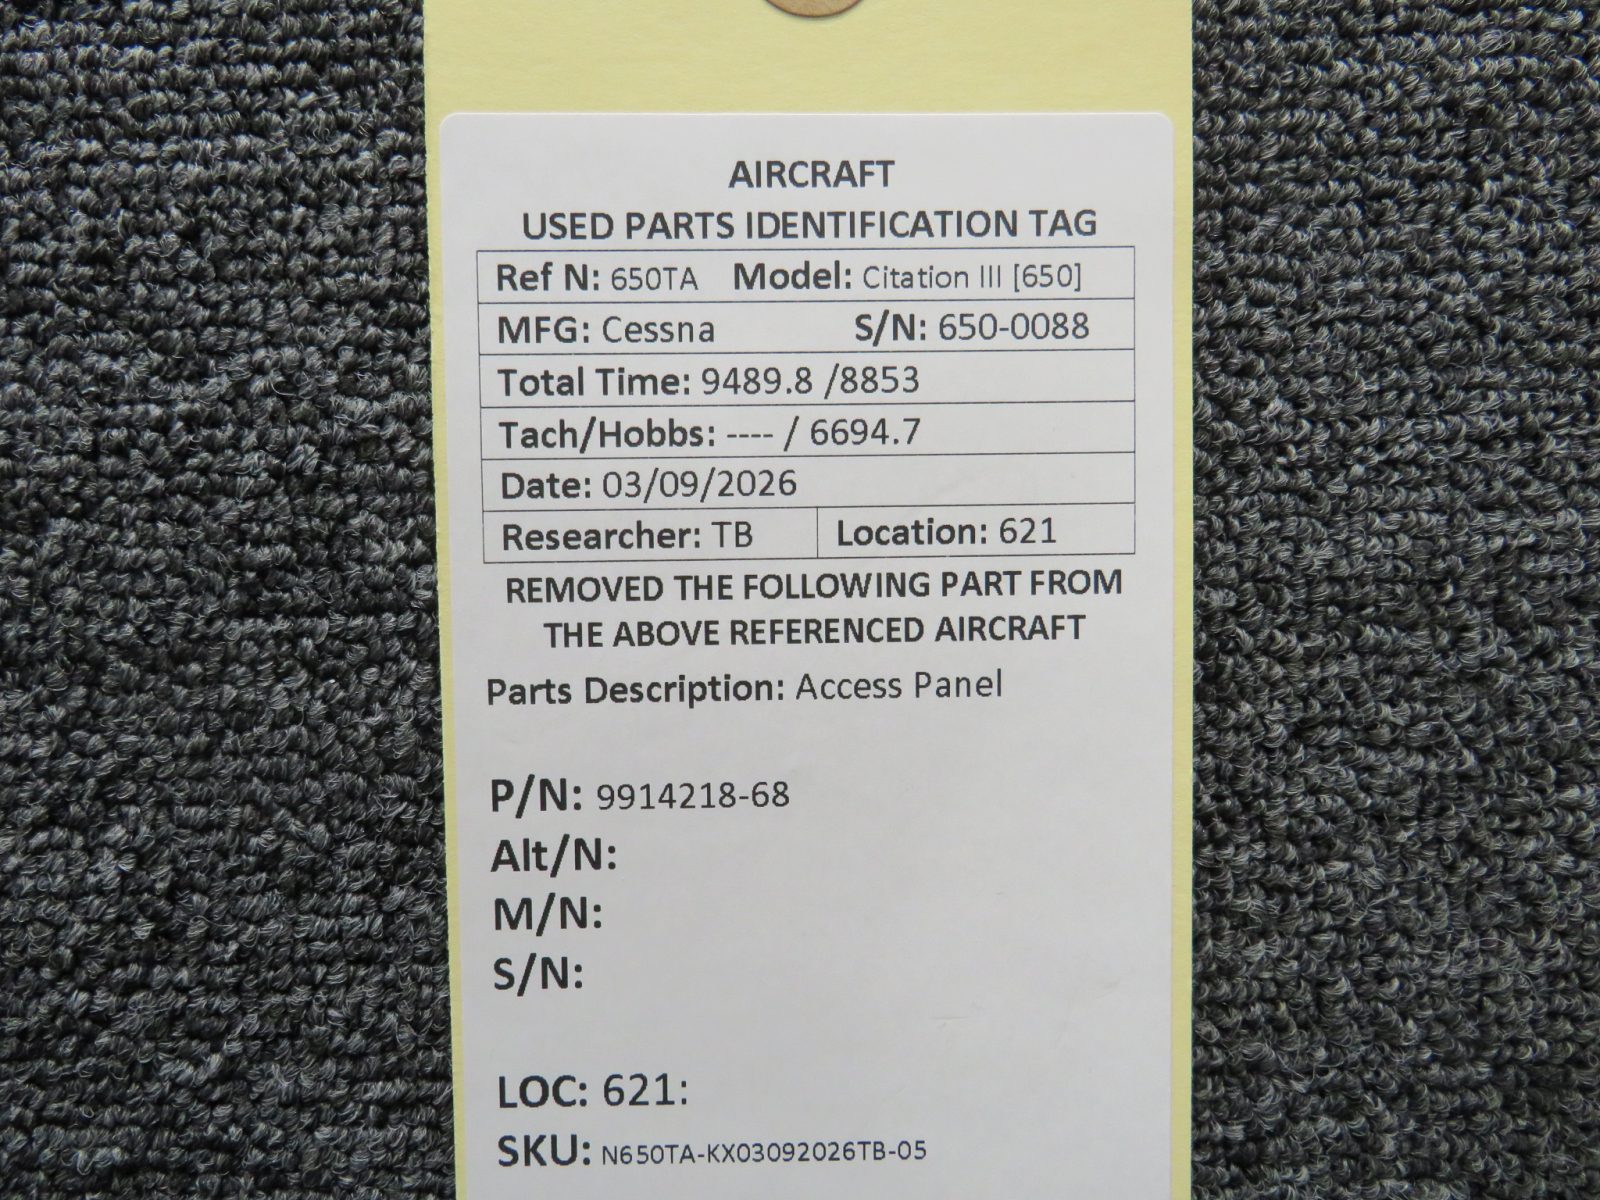 AIRCRAFT
USED PARTS IDENTIFICATION TAG
Ref N: 650TA Model: Citation III [650]
MFG: Cessna S/N: 650-0088
Total Time: 9489.8 /8853
Tach/Hobbs: ---- / 6694.7
Date: 03/09/2026
Researcher: TB Location: 621
REMOVED THE FOLLOWING PART FROM
THE ABOVE REFERENCED AIRCRAFT
Parts Description: Access Panel
P/N: 9914218-68
Alt/N:
M/N:
S/N:
LOC: 621:
SKU: N650TA-KX03092026TB-05